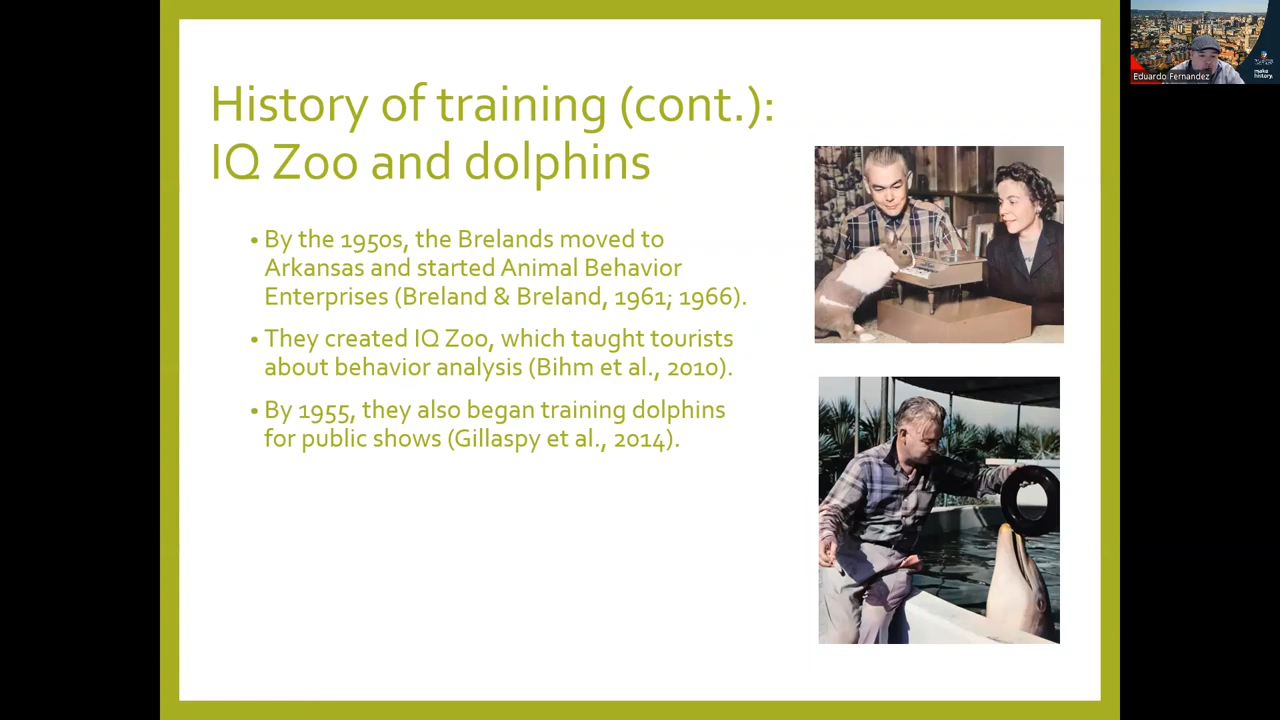 History of training (cont.):
IQ Zoo and dolphins
• By the 1950s, the Brelands moved to
Arkansas and started Animal Behavior
Enterprises (Breland & Breland, 1961; 1966).
• They created IQ Zoo, which taught tourists
about behavior analysis (Bihm et al., 2010).
• By 1955, they also began training dolphins
for public shows (Gillaspy et al., 2014).
Eduardo Fernandez
make
history.